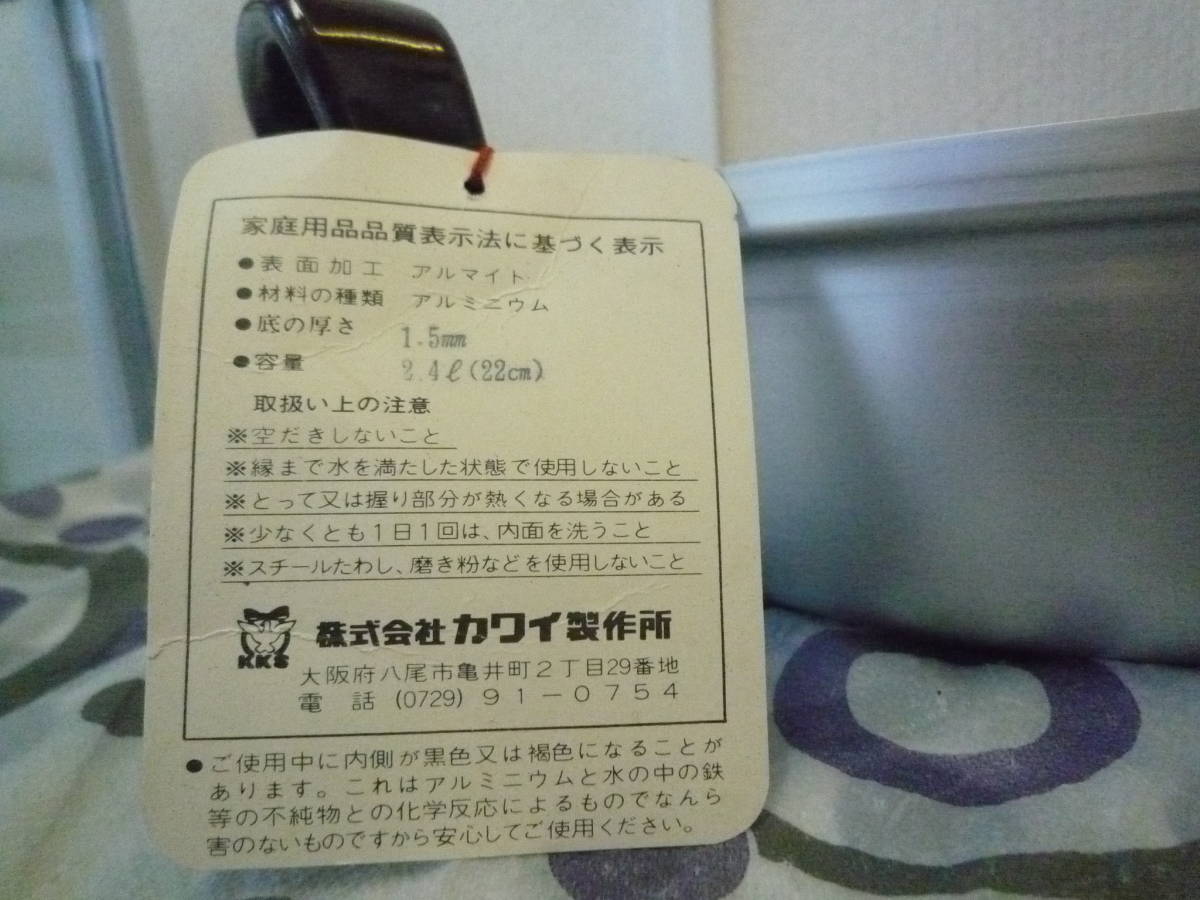 家庭用品品質表示法に基づく表示
●表面加工 アルマイト
●材料の種類 アルミニウム
●底の厚さ 1.5mm
●容量 2.4ℓ(22cm)
取扱い上の注意
※空だきしないこと
※縁まで水を満たした状態で使用しないこと
※とって又は握り部分が熱くなる場合がある
※少なくとも1日1回は、内面を洗うこと
※スチールたわし、磨き粉などを使用しないこと
KKS 株式会社カワイ製作所
大阪府八尾市亀井町2丁目29番地
電話 (0729) 91-0754
●ご使用中に内側が黒色又は褐色になることが
あります。これはアルミニウムと水の中の鉄
等の不純物との化学反応によるものでなんら
害のないものですから安心してご使用ください。